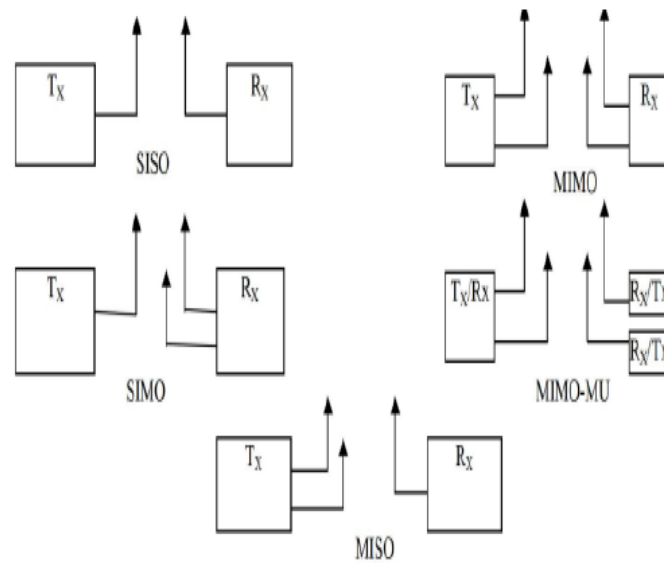 Tx Rx
SISO
Tx Rx
MIMO
Tx Rx
SIMO
Tx/Rx Rx/Tx
Rx/Tx
MIMO-MU
Tx Rx
MISO